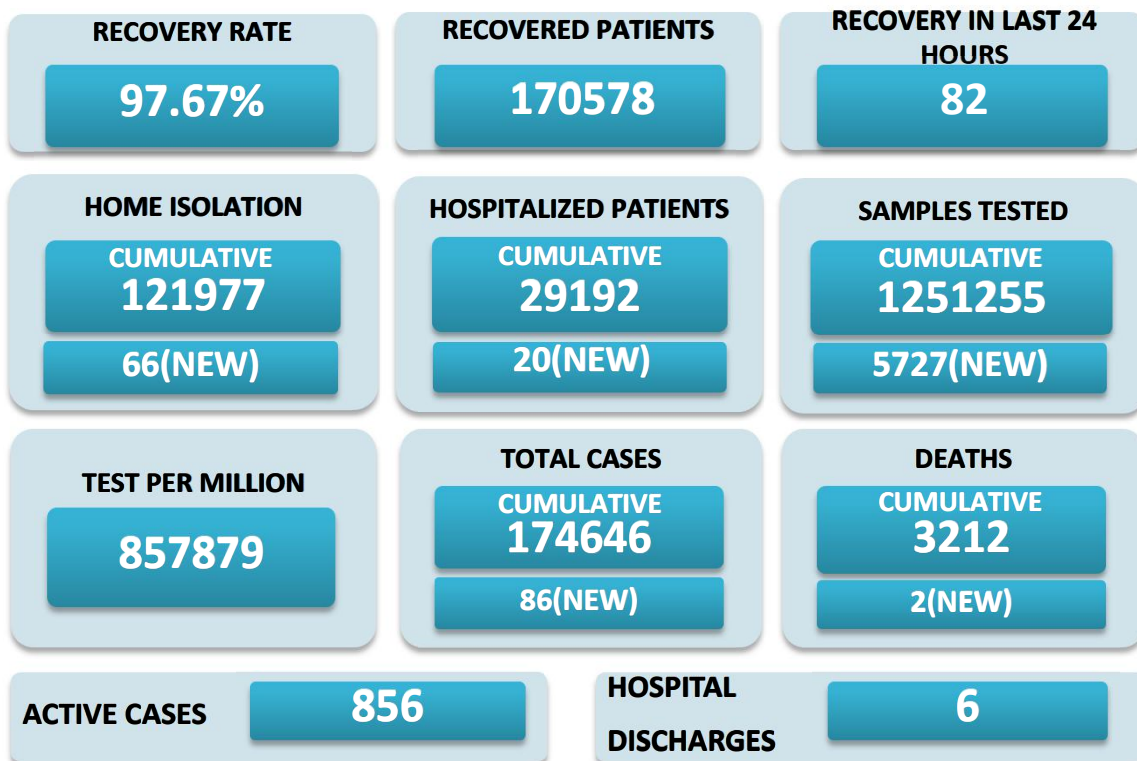 RECOVERY RATE
97.67%
RECOVERED PATIENTS
170578
RECOVERY IN LAST 24
HOURS
82
HOME ISOLATION
CUMULATIVE
121977
66(NEW)
HOSPITALIZED PATIENTS
CUMULATIVE
29192
20(NEW)
SAMPLES TESTED
CUMULATIVE
1251255
5727(NEW)
TEST PER MILLION
857879
TOTAL CASES
CUMULATIVE
174646
86(NEW)
DEATHS
CUMULATIVE
3212
2(NEW)
ACTIVE CASES
856
HOSPITAL
DISCHARGES
6